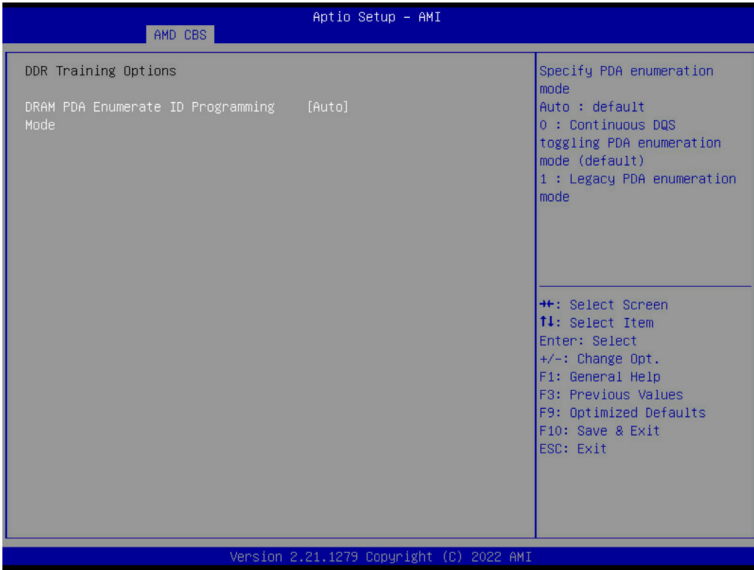 Aptio Setup – AMI
AMD CBS
DDR Training Options
DRAM PDA Enumerate ID Programming [Auto]
Mode
Specify PDA enumeration
mode
Auto : default
0 : Continuous DQS
toggling PDA enumeration
mode (default)
1 : Legacy PDA enumeration
mode
→←: Select Screen
↑↓: Select Item
Enter: Select
+/-: Change Opt.
F1: General Help
F3: Previous Values
F9: Optimized Defaults
F10: Save & Exit
ESC: Exit
Version 2.21.1279 Copyright (C) 2022 AMI